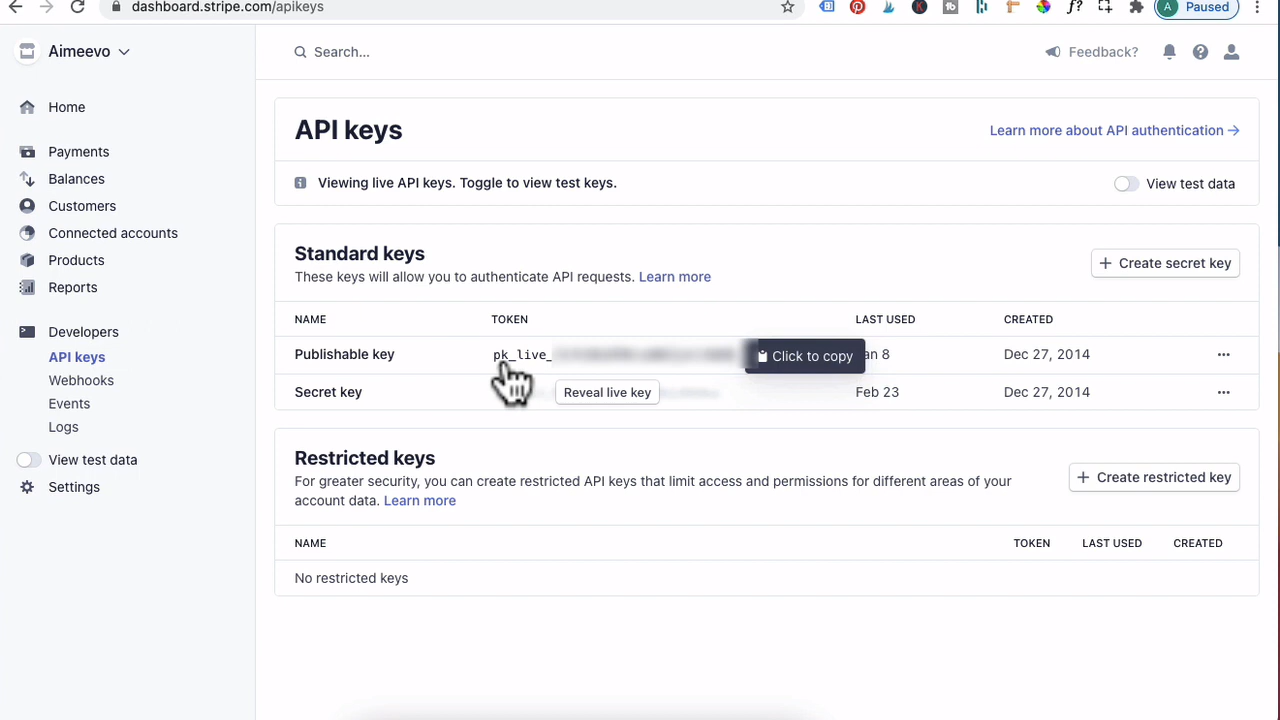 dashboard.stripe.com/apikeys
f?
A
Paused
Aimeevo
Search...
Feedback?
Home
Payments
Balances
Customers
Connected accounts
Products
Reports
Developers
API keys
Webhooks
Events
Logs
View test data
Settings
API keys
Learn more about API authentication →
Viewing live API keys. Toggle to view test keys.
View test data
Standard keys
These keys will allow you to authenticate API requests. Learn more
+ Create secret key
NAME TOKEN LAST USED CREATED
Publishable key pk_live_ Click to copy an 8 Dec 27, 2014 ...
Secret key Reveal live key Feb 23 Dec 27, 2014 ...
Restricted keys
For greater security, you can create restricted API keys that limit access and permissions for different areas of your
account data. Learn more
+ Create restricted key
NAME TOKEN LAST USED CREATED
No restricted keys